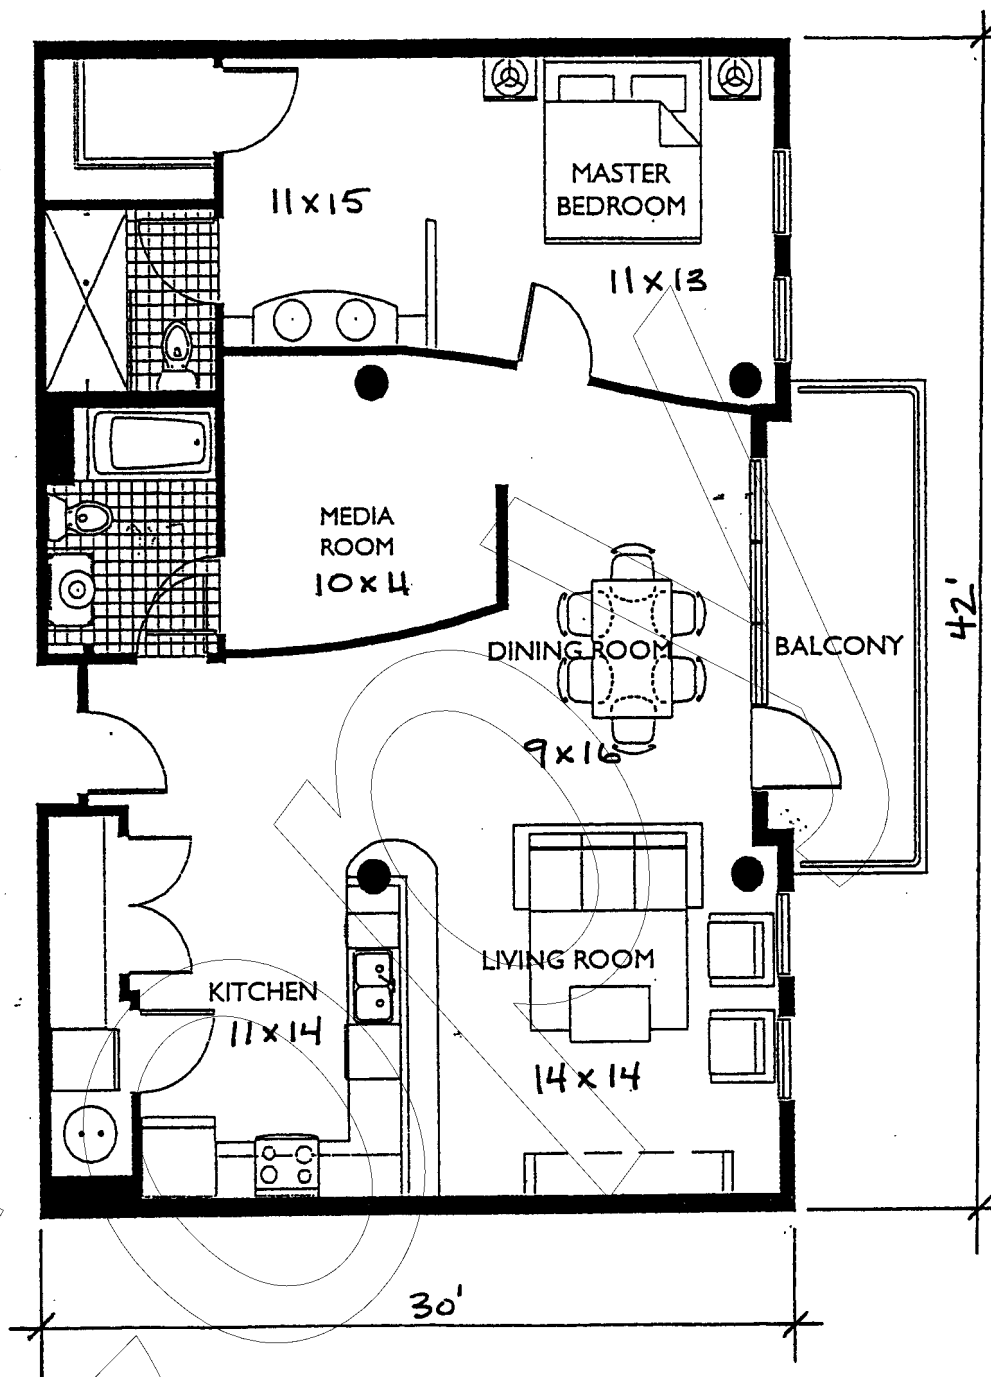 MASTER
BEDROOM
11x15
11x13
MEDIA
ROOM
10x4
DINING ROOM
BALCONY
42'
9x16
LIVING ROOM
KITCHEN
11x14
14x14
30'